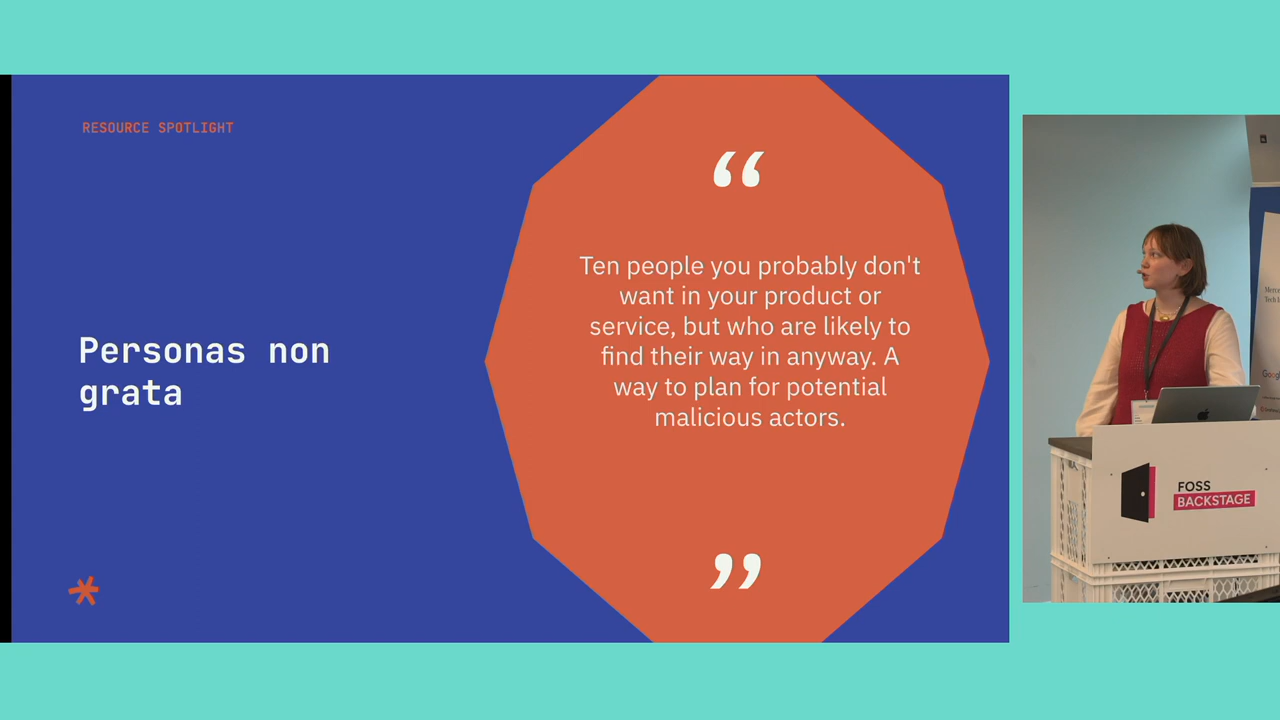 RESOURCE SPOTLIGHT
Personas non
grata
“
Ten people you probably don't
want in your product or
service, but who are likely to
find their way in anyway. A
way to plan for potential
malicious actors.
”
FOSS
BACKSTAGE